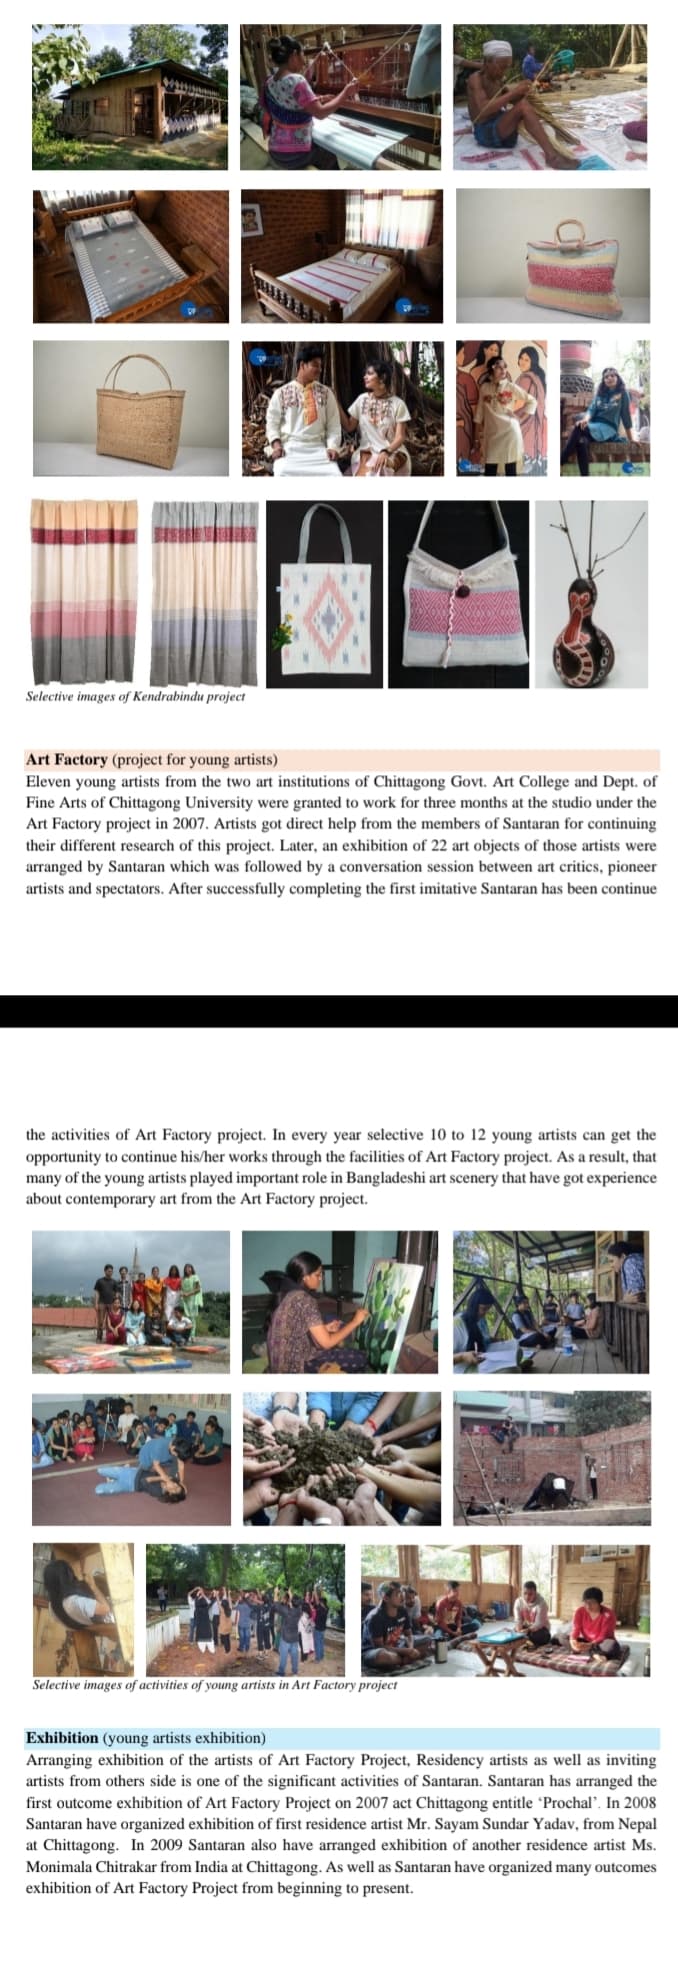 Selective images of Kendrabindu project
Art Factory (project for young artists)
Eleven young artists from the two art institutions of Chittagong Govt. Art College and Dept. of
Fine Arts of Chittagong University were granted to work for three months at the studio under the
Art Factory project in 2007. Artists got direct help from the members of Santaran for continuing
their different research of this project. Later, an exhibition of 22 art objects of those artists were
arranged by Santaran which was followed by a conversation session between art critics, pioneer
artists and spectators. After successfully completing the first imitative Santaran has been continue
the activities of Art Factory project. In every year selective 10 to 12 young artists can get the
opportunity to continue his/her works through the facilities of Art Factory project. As a result, that
many of the young artists played important role in Bangladeshi art scenery that have got experience
about contemporary art from the Art Factory project.
Selective images of activities of young artists in Art Factory project
Exhibition (young artists exhibition)
Arranging exhibition of the artists of Art Factory Project, Residency artists as well as inviting
artists from others side is one of the significant activities of Santaran. Santaran has arranged the
first outcome exhibition of Art Factory Project on 2007 act Chittagong entitle ‘Prochal’. In 2008
Santaran have organized exhibition of first residence artist Mr. Sayam Sundar Yadav, from Nepal
at Chittagong. In 2009 Santaran also have arranged exhibition of another residence artist Ms.
Monimala Chitrakar from India at Chittagong. As well as Santaran have organized many outcomes
exhibition of Art Factory Project from beginning to present.